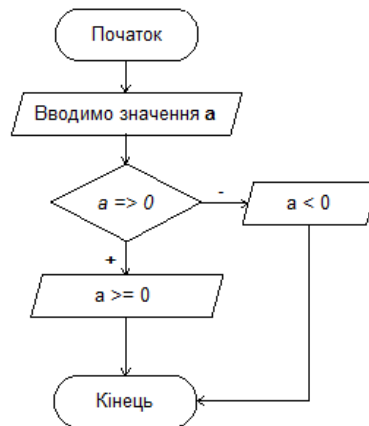 Початок
Вводимо значення a
a => 0
-
a < 0
+
a >= 0
Кінець